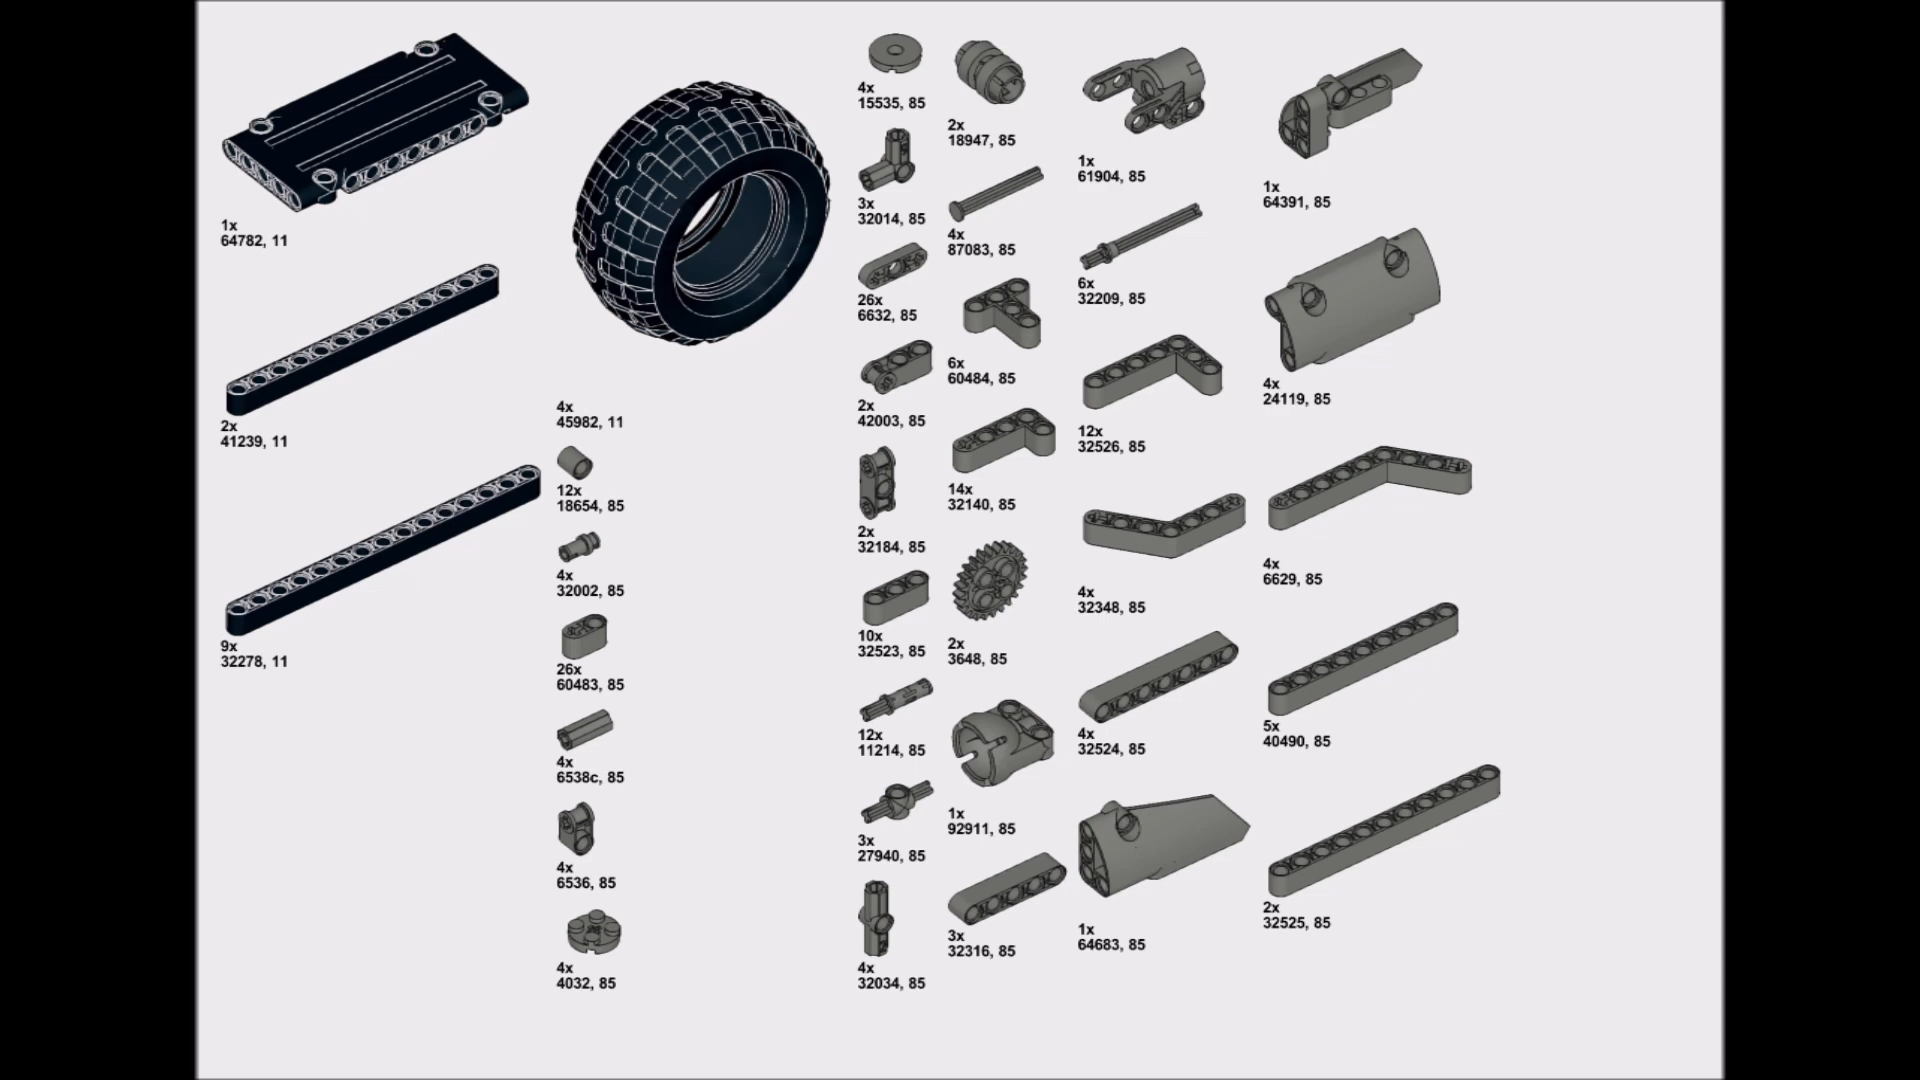 1x
64782, 11
2x
41239, 11
9x
32278, 11
4x
45982, 11
12x
18654, 85
4x
32002, 85
26x
60483, 85
4x
6538c, 85
4x
6536, 85
4x
4032, 85
4x
15535, 85
3x
32014, 85
26x
6632, 85
2x
42003, 85
2x
32184, 85
10x
32523, 85
12x
11214, 85
3x
27940, 85
4x
32034, 85
2x
18947, 85
4x
87083, 85
6x
60484, 85
14x
32140, 85
2x
3648, 85
1x
92911, 85
3x
32316, 85
1x
61904, 85
6x
32209, 85
12x
32526, 85
4x
32348, 85
4x
32524, 85
1x
64683, 85
1x
64391, 85
4x
24119, 85
4x
6629, 85
5x
40490, 85
2x
32525, 85